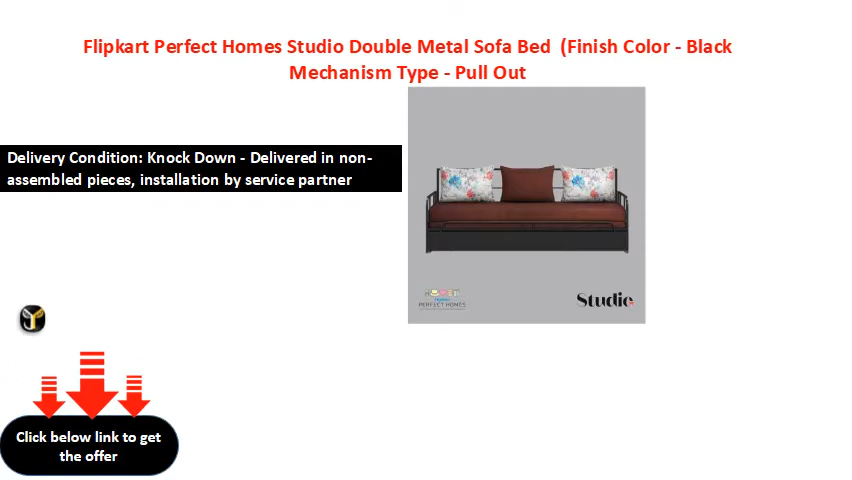 Flipkart Perfect Homes Studio Double Metal Sofa Bed (Finish Color - Black
Mechanism Type - Pull Out
Delivery Condition: Knock Down - Delivered in non-
assembled pieces, installation by service partner
PERFECT HOMES
Studio
Click below link to get
the offer